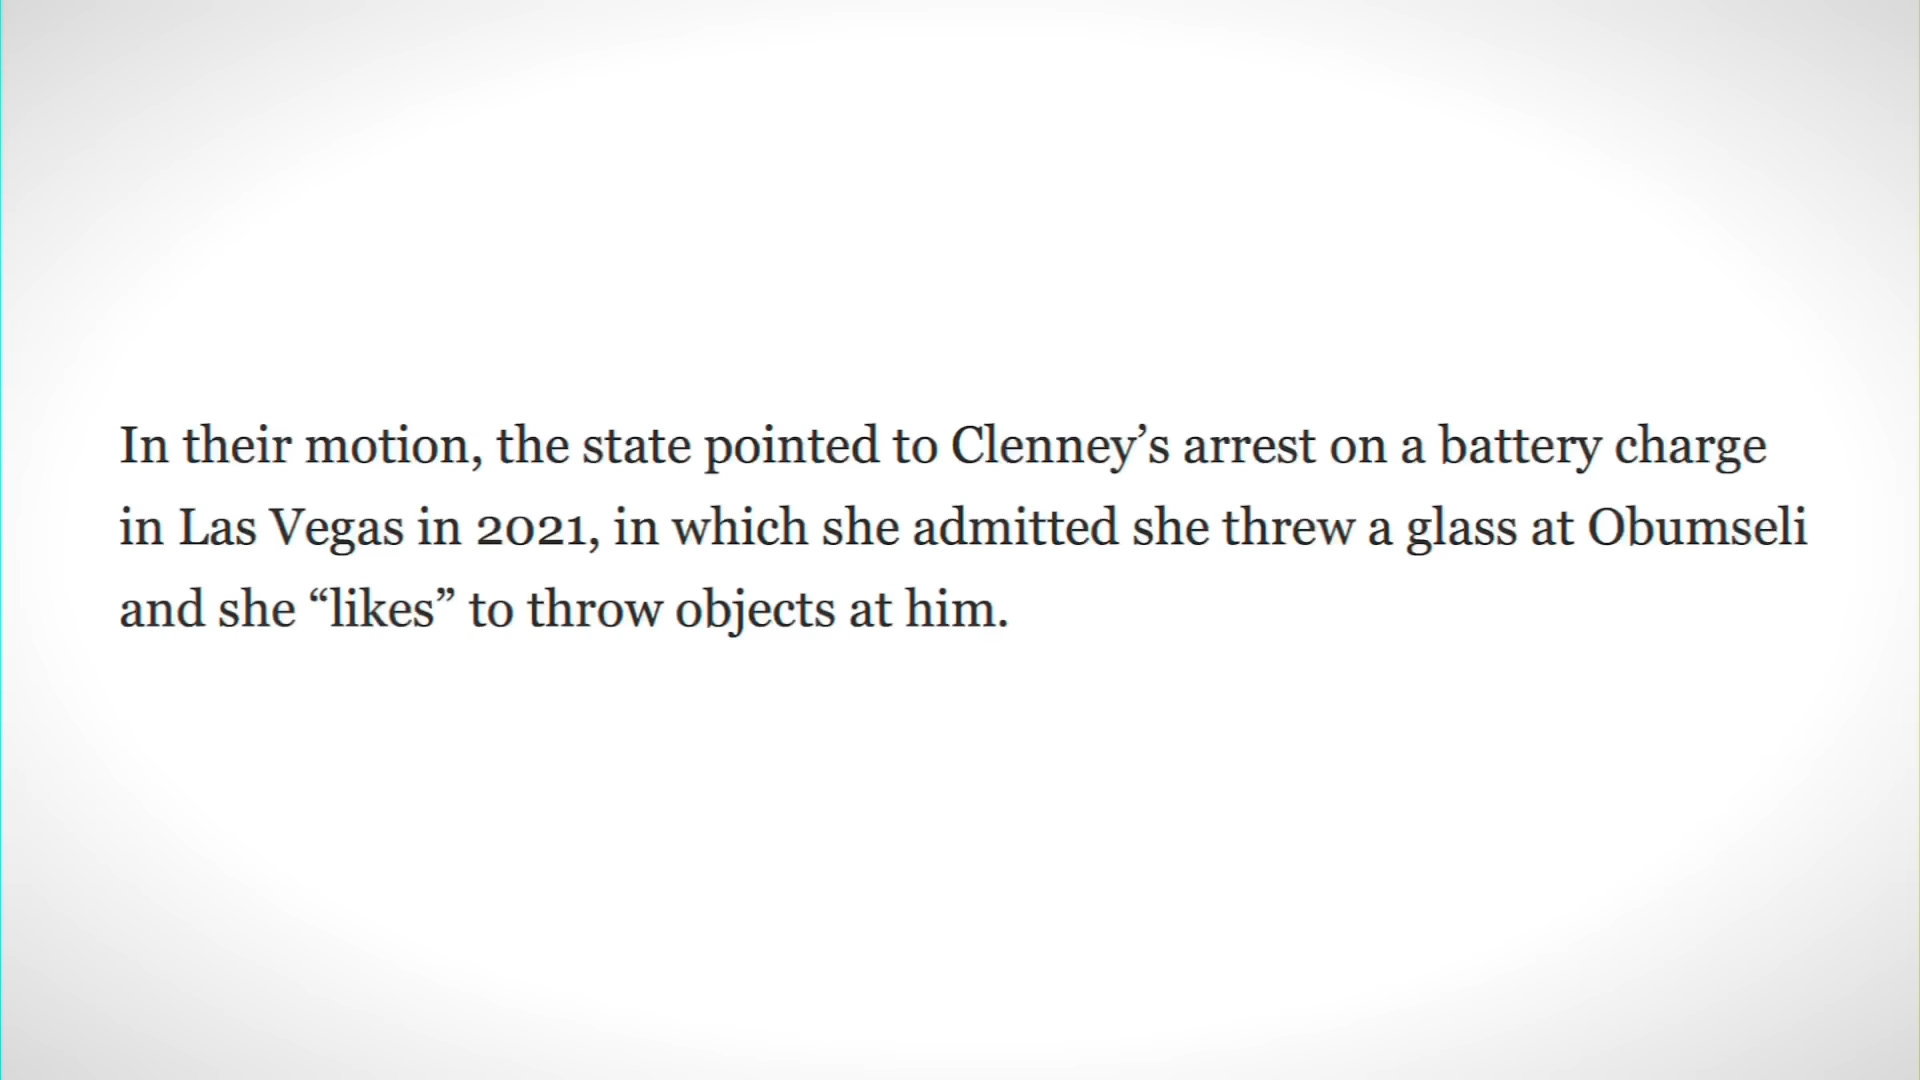 In their motion, the state pointed to Clenney’s arrest on a battery charge
in Las Vegas in 2021, in which she admitted she threw a glass at Obumseli
and she “likes” to throw objects at him.